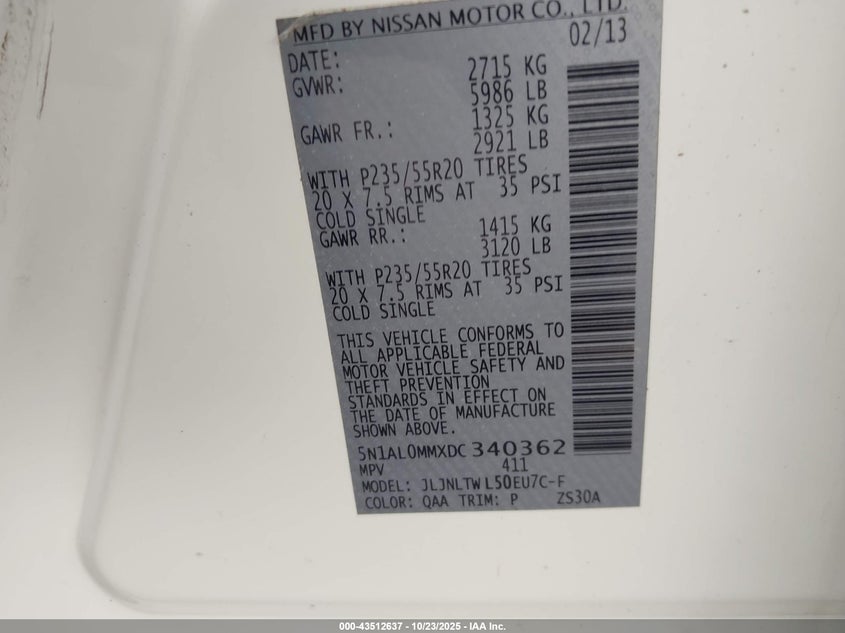 MFD BY NISSAN MOTOR CO., LTD.
DATE: 02/13
GVWR: 2715 KG
5986 LB
GAWR FR.: 1325 KG
2921 LB
WITH P235/55R20 TIRES
20 X 7.5 RIMS AT 35 PSI
COLD SINGLE
GAWR RR.: 1415 KG
3120 LB
WITH P235/55R20 TIRES
20 X 7.5 RIMS AT 35 PSI
COLD SINGLE
THIS VEHICLE CONFORMS TO
ALL APPLICABLE FEDERAL
MOTOR VEHICLE SAFETY AND
THEFT PREVENTION
STANDARDS IN EFFECT ON
THE DATE OF MANUFACTURE
SHOWN ABOVE.
5N1AL0MMXDC 340362
MPV 411
MODEL: JLJNLTW L50EU7C-F
COLOR: QAA TRIM: P ZS30A
000-43512637 - 10/23/2025 - IAA Inc.